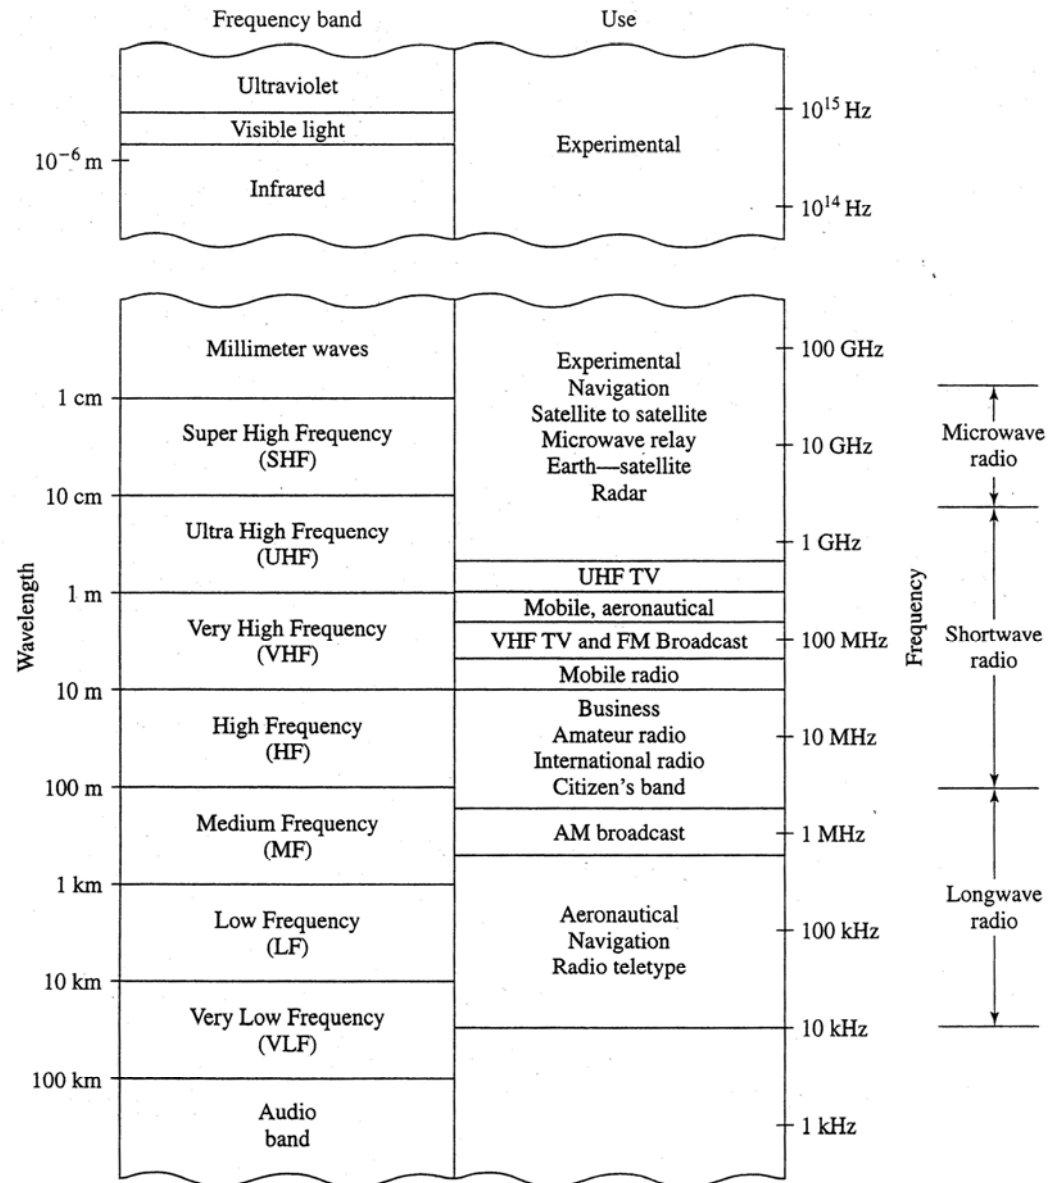 Frequency band
Use
Ultraviolet
Visible light
Infrared
10⁻⁶ m
Experimental
10¹⁵ Hz
10¹⁴ Hz
Millimeter waves
1 cm
Super High Frequency
(SHF)
10 cm
Ultra High Frequency
(UHF)
1 m
Very High Frequency
(VHF)
10 m
High Frequency
(HF)
100 m
Medium Frequency
(MF)
1 km
Low Frequency
(LF)
10 km
Very Low Frequency
(VLF)
100 km
Audio
band
Wavelength
Experimental
Navigation
Satellite to satellite
Microwave relay
Earth—satellite
Radar
UHF TV
Mobile, aeronautical
VHF TV and FM Broadcast
Mobile radio
Business
Amateur radio
International radio
Citizen's band
AM broadcast
Aeronautical
Navigation
Radio teletype
100 GHz
10 GHz
1 GHz
100 MHz
10 MHz
1 MHz
100 kHz
10 kHz
1 kHz
Frequency
Microwave
radio
Shortwave
radio
Longwave
radio